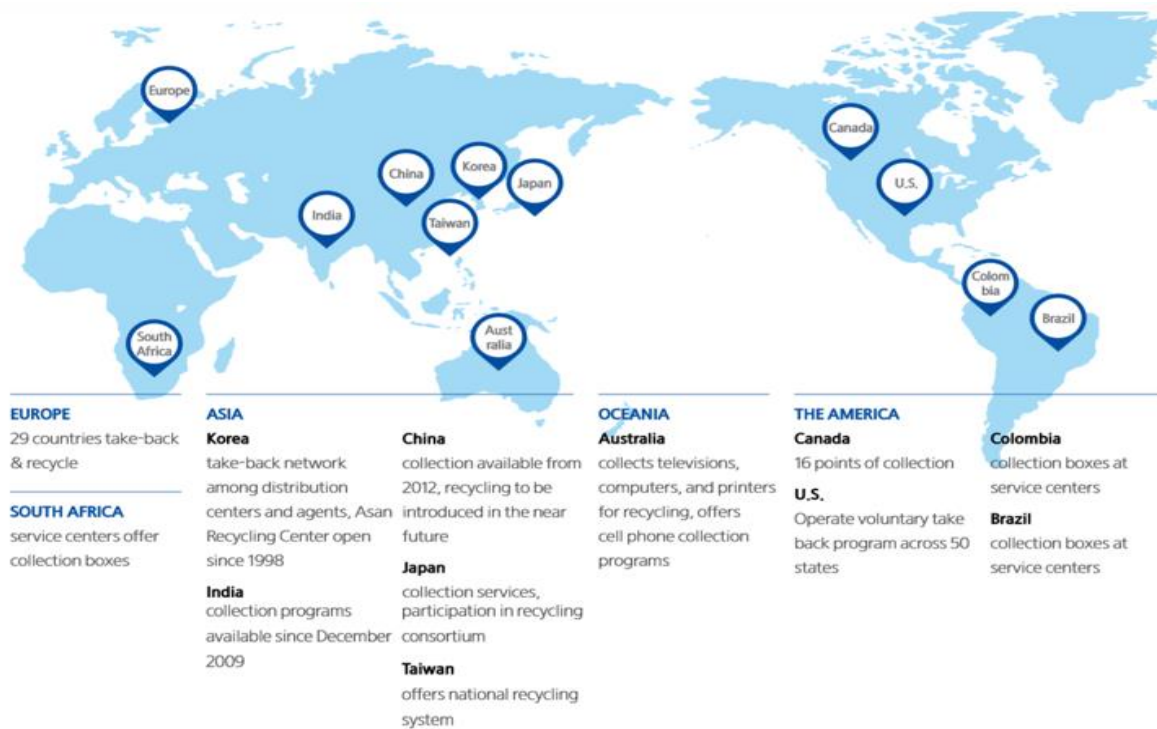 Europe
Canada
Korea
China
Japan
U.S.
India
Taiwan
Colom
bia
Brazil
South
Africa
Aust
ralia
EUROPE
29 countries take-back
& recycle
SOUTH AFRICA
service centers offer
collection boxes
ASIA
Korea
take-back network
among distribution
centers and agents, Asan
Recycling Center open
since 1998
India
collection programs
available since December
2009
China
collection available from
2012, recycling to be
introduced in the near
future
Japan
collection services,
participation in recycling
consortium
Taiwan
offers national recycling
system
OCEANIA
Australia
collects televisions,
computers, and printers
for recycling, offers
cell phone collection
programs
THE AMERICA
Canada
16 points of collection
U.S.
Operate voluntary take
back program across 50
states
Colombia
collection boxes at
service centers
Brazil
collection boxes at
service centers